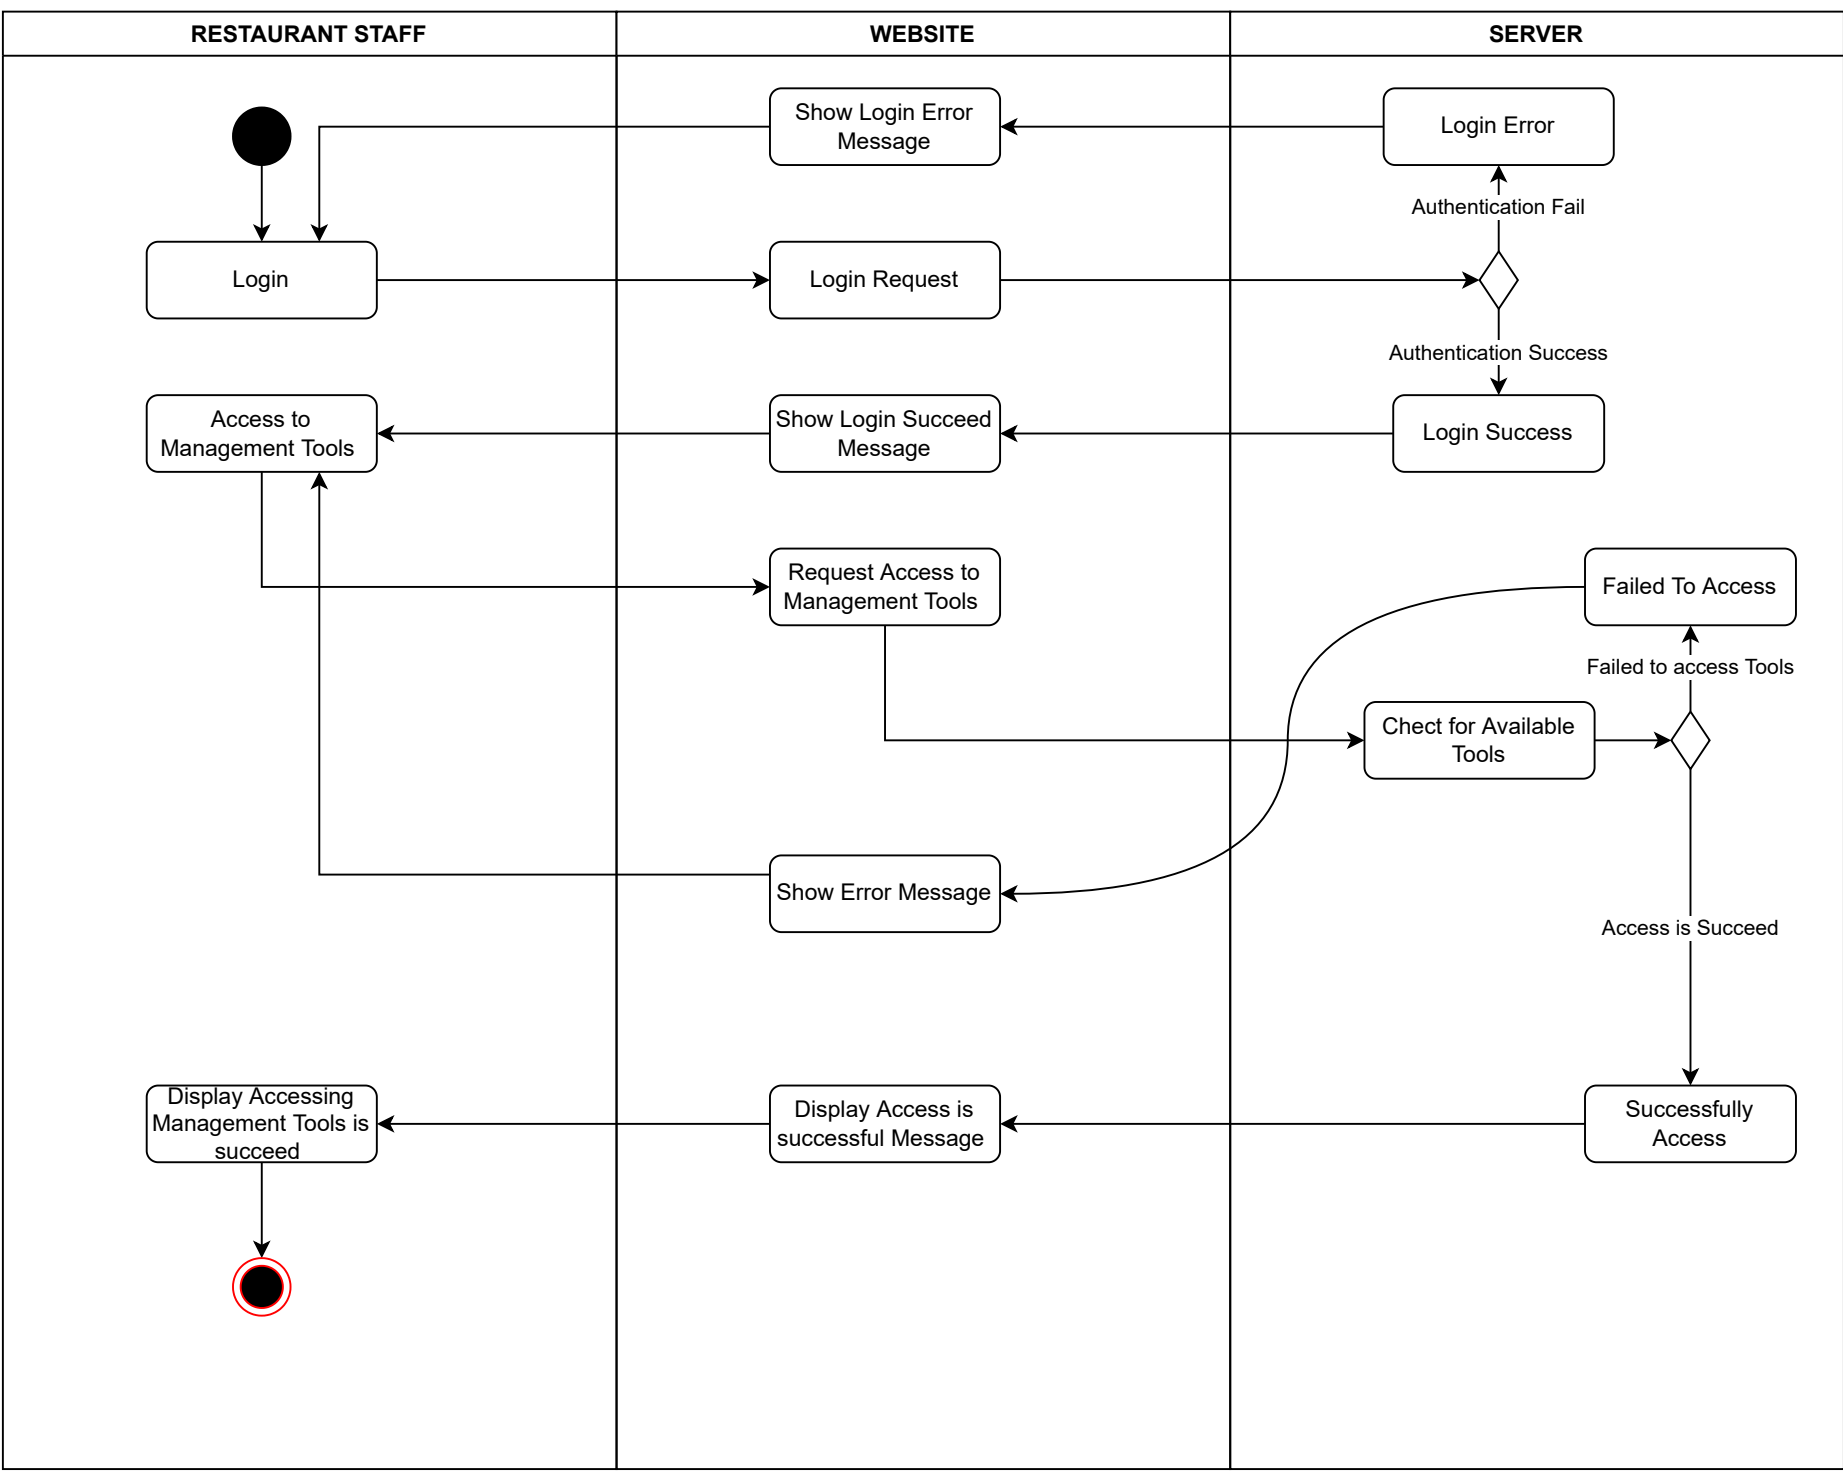 RESTAURANT STAFF
WEBSITE
SERVER
Show Login Error
Message
Login Error
Authentication Fail
Login
Login Request
Authentication Success
Access to
Management Tools
Show Login Succeed
Message
Login Success
Request Access to
Management Tools
Failed To Access
Failed to access Tools
Chect for Available
Tools
Show Error Message
Access is Succeed
Display Accessing
Management Tools is
succeed
Display Access is
successful Message
Successfully
Access